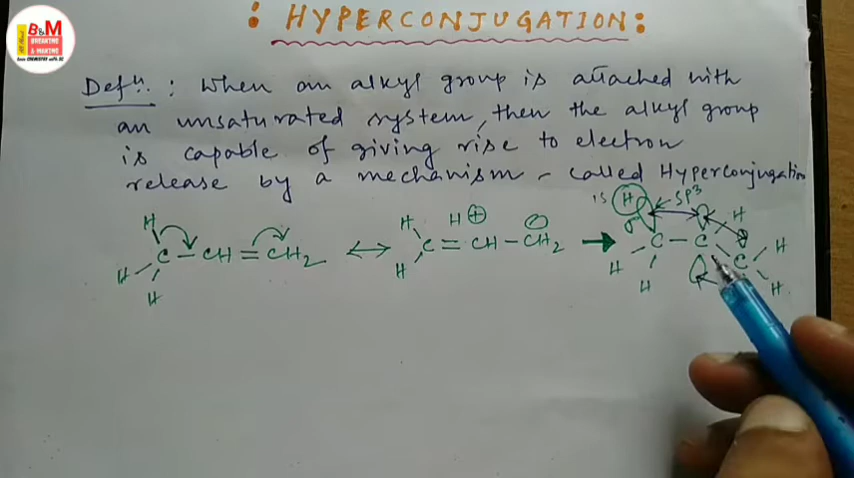 B&M
BREAKING
& MAKING
: HYPERCONJUGATION :
Defn. : When an alkyl group is attached with
an unsaturated system, then the alkyl group
is capable of giving rise to electron
release by a mechanism - called Hyperconjugation
H H C H - CH = CH2 ↔ H H C = CH H⊕ - CH2 ⊖ → 1s H σ SP3 H H C - C - C H H H